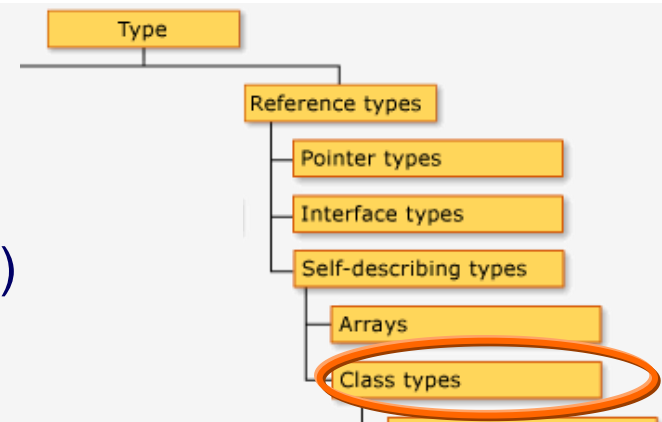 Type
Reference types
Pointer types
Interface types
)
Self-describing types
Arrays
Class types